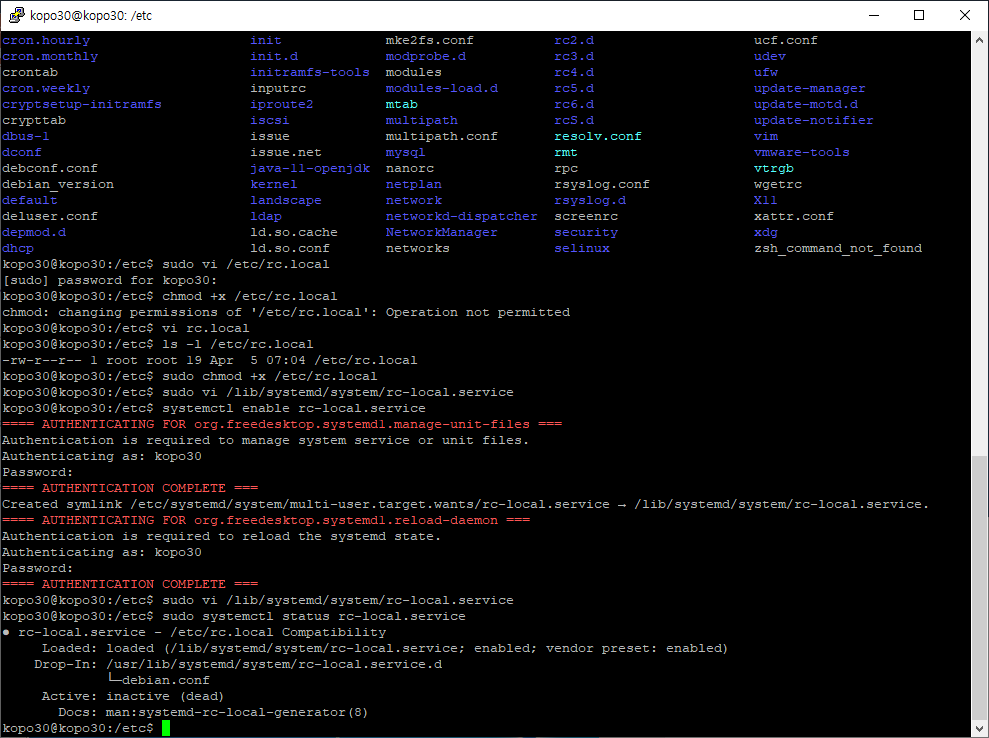 kopo30@kopo30: /etc
cron.hourly init mke2fs.conf rc2.d ucf.conf
cron.monthly init.d modprobe.d rc3.d udev
crontab initramfs-tools modules rc4.d ufw
cron.weekly inputrc modules-load.d rc5.d update-manager
cryptsetup-initramfs iproute2 mtab rc6.d update-motd.d
crypttab iscsi multipath rcS.d update-notifier
dbus-1 issue multipath.conf resolv.conf vim
dconf issue.net mysql rmt vmware-tools
debconf.conf java-11-openjdk nanorc rpc vtrgb
debian_version kernel netplan rsyslog.conf wgetrc
default landscape network rsyslog.d X11
deluser.conf ldap networkd-dispatcher screenrc xattr.conf
depmod.d ld.so.cache NetworkManager security xdg
dhcp ld.so.conf networks selinux zsh_command_not_found
kopo30@kopo30:/etc$ sudo vi /etc/rc.local
[sudo] password for kopo30:
kopo30@kopo30:/etc$ chmod +x /etc/rc.local
chmod: changing permissions of '/etc/rc.local': Operation not permitted
kopo30@kopo30:/etc$ vi rc.local
kopo30@kopo30:/etc$ ls -l /etc/rc.local
-rw-r--r-- 1 root root 19 Apr  5 07:04 /etc/rc.local
kopo30@kopo30:/etc$ sudo chmod +x /etc/rc.local
kopo30@kopo30:/etc$ sudo vi /lib/systemd/system/rc-local.service
kopo30@kopo30:/etc$ systemctl enable rc-local.service
==== AUTHENTICATING FOR org.freedesktop.systemd1.manage-unit-files ===
Authentication is required to manage system service or unit files.
Authenticating as: kopo30
Password:
==== AUTHENTICATION COMPLETE ===
Created symlink /etc/systemd/system/multi-user.target.wants/rc-local.service → /lib/systemd/system/rc-local.service.
==== AUTHENTICATING FOR org.freedesktop.systemd1.reload-daemon ===
Authentication is required to reload the systemd state.
Authenticating as: kopo30
Password:
==== AUTHENTICATION COMPLETE ===
kopo30@kopo30:/etc$ sudo vi /lib/systemd/system/rc-local.service
kopo30@kopo30:/etc$ sudo systemctl status rc-local.service
● rc-local.service - /etc/rc.local Compatibility
Loaded: loaded (/lib/systemd/system/rc-local.service; enabled; vendor preset: enabled)
Drop-In: /usr/lib/systemd/system/rc-local.service.d
└─debian.conf
Active: inactive (dead)
Docs: man:systemd-rc-local-generator(8)
kopo30@kopo30:/etc$